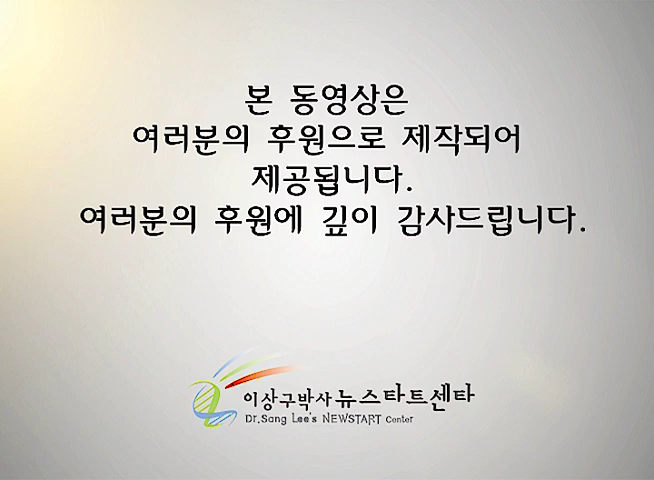 본 동영상은
여러분의 후원으로 제작되어
제공됩니다.
여러분의 후원에 깊이 감사드립니다.
이상구박사 뉴스타트센타
Dr.Sang Lee's NEWSTART Center